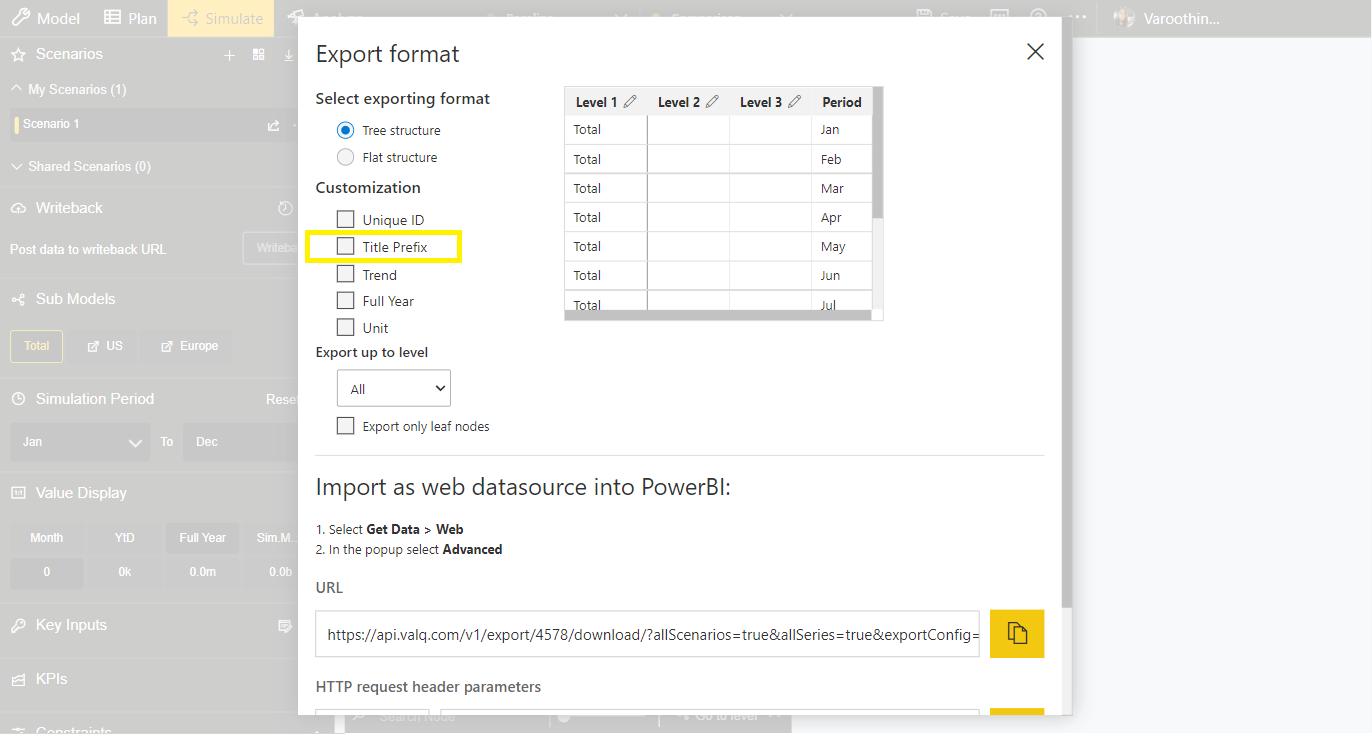 Model Plan Simulate
Varoothin...
Scenarios
My Scenarios (1)
Scenario 1
Shared Scenarios (0)
Writeback
Post data to writeback URL
Sub Models
Total US Europe
Simulation Period Reset
Jan To Dec
Value Display
Month YtD Full Year Sim.M...
0 0k 0.0m 0.0b
Key Inputs
KPIs
Constraints
Export format
Select exporting format
Tree structure
Flat structure
Customization
Unique ID
Title Prefix
Trend
Full Year
Unit
Export up to level
All
Export only leaf nodes
Level 1 Level 2 Level 3 Period
Total Jan
Total Feb
Total Mar
Total Apr
Total May
Total Jun
Total Jul
Import as web datasource into PowerBI:
1. Select Get Data > Web
2. In the popup select Advanced
URL
https://api.valq.com/v1/export/4578/download/?allScenarios=true&allSeries=true&exportConfig=
HTTP request header parameters
Search Node Go to level